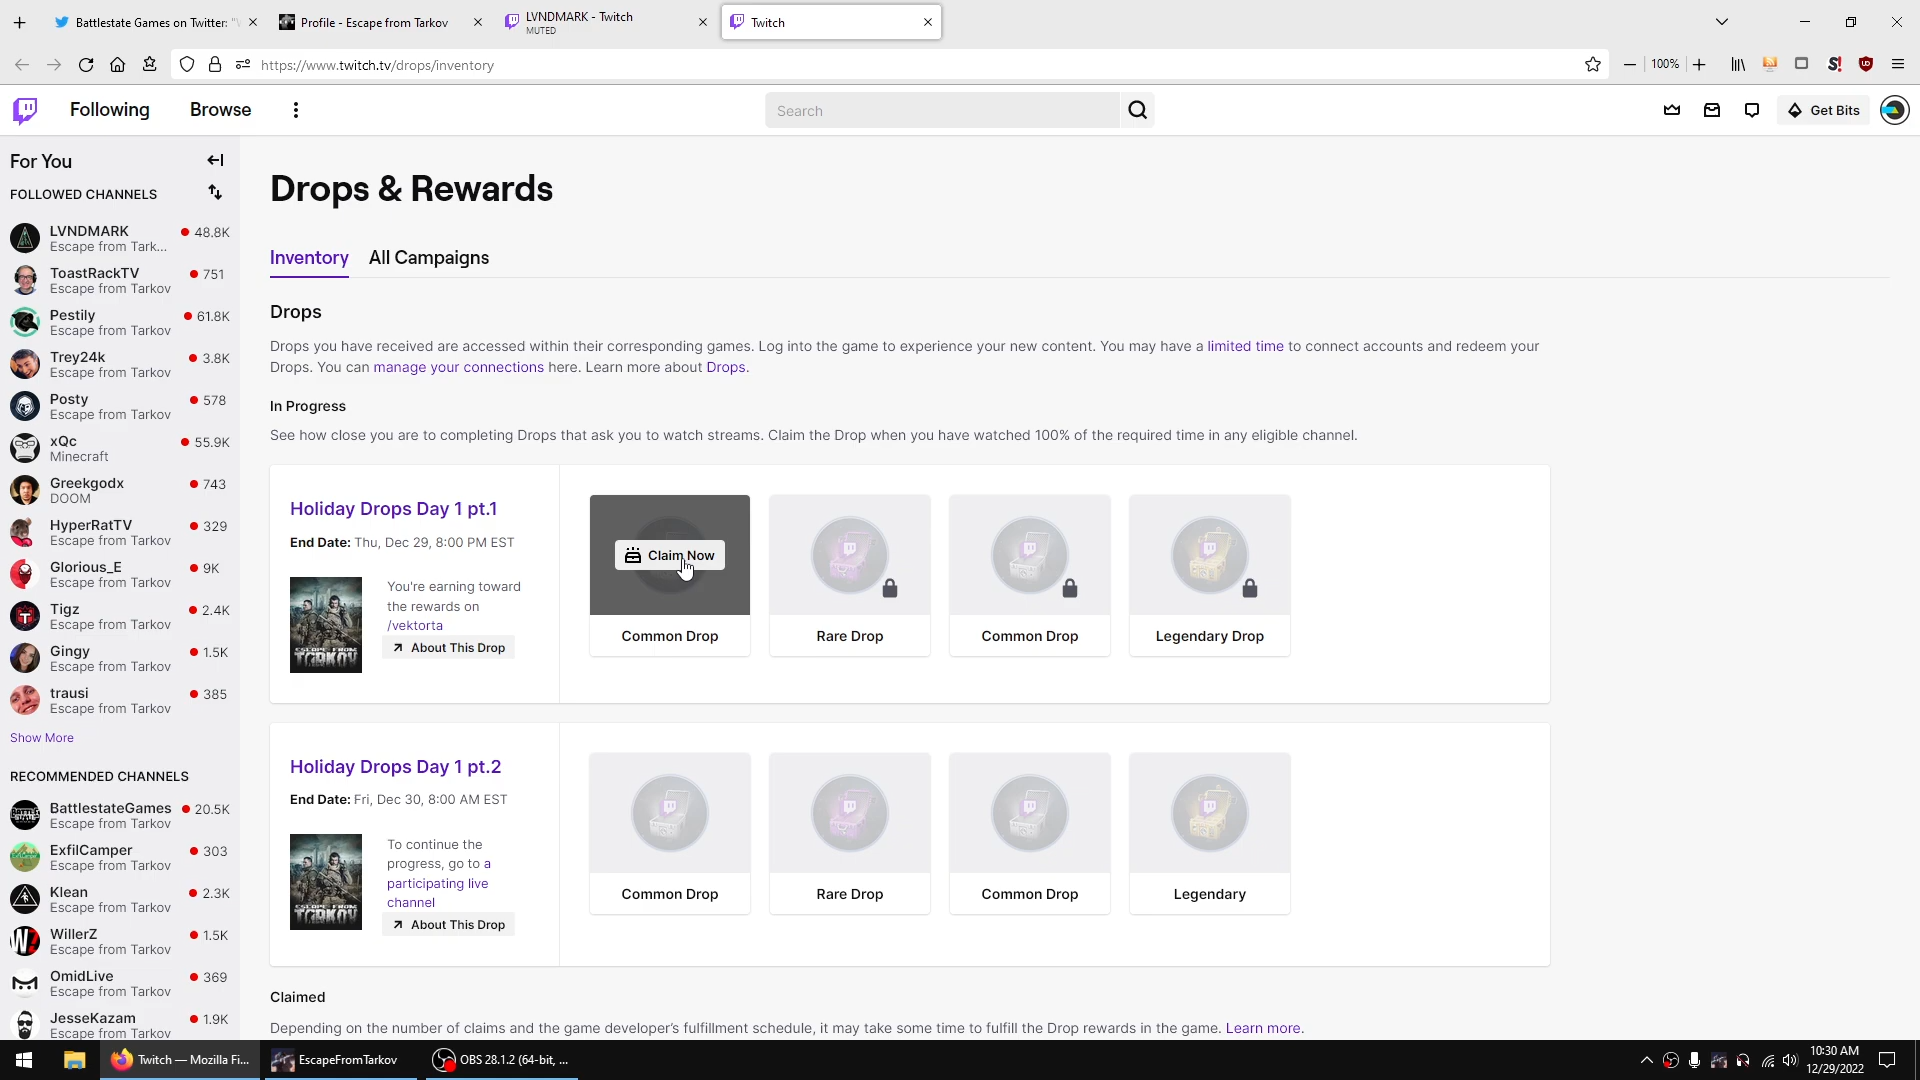 Battlestate Games on Twitter: "W
Profile - Escape from Tarkov
LVNDMARK - Twitch
MUTED
Twitch
https://www.twitch.tv/drops/inventory
100%
Following
Browse
Search
Get Bits
For You
FOLLOWED CHANNELS
LVNDMARK
48.8K
Escape from Tark...
ToastRackTV
751
Escape from Tarkov
Pestily
61.8K
Escape from Tarkov
Trey24k
3.8K
Escape from Tarkov
Posty
578
Escape from Tarkov
xQc
55.9K
Minecraft
Greekgodx
743
DOOM
HyperRatTV
329
Escape from Tarkov
Glorious_E
9K
Escape from Tarkov
Tigz
2.4K
Escape from Tarkov
Gingy
1.5K
Escape from Tarkov
trausi
385
Escape from Tarkov
Show More
RECOMMENDED CHANNELS
BattlestateGames
20.5K
Escape from Tarkov
ExfilCamper
303
Escape from Tarkov
Klean
2.3K
Escape from Tarkov
WillerZ
1.5K
Escape from Tarkov
OmidLive
369
Escape from Tarkov
JesseKazam
1.9K
Escape from Tarkov
Drops & Rewards
Inventory
All Campaigns
Drops
Drops you have received are accessed within their corresponding games. Log into the game to experience your new content. You may have a limited time to connect accounts and redeem your
Drops. You can manage your connections here. Learn more about Drops.
In Progress
See how close you are to completing Drops that ask you to watch streams. Claim the Drop when you have watched 100% of the required time in any eligible channel.
Holiday Drops Day 1 pt.1
End Date: Thu, Dec 29, 8:00 PM EST
ESCAPE FROM
TARKOV
You're earning toward
the rewards on
/vektorta
About This Drop
Claim Now
Common Drop
Rare Drop
Common Drop
Legendary Drop
Holiday Drops Day 1 pt.2
End Date: Fri, Dec 30, 8:00 AM EST
ESCAPE FROM
TARKOV
To continue the
progress, go to a
participating live
channel
About This Drop
Common Drop
Rare Drop
Common Drop
Legendary
Claimed
Depending on the number of claims and the game developer's fulfillment schedule, it may take some time to fulfill the Drop rewards in the game. Learn more.
Twitch — Mozilla Fi...
EscapeFromTarkov
OBS 28.1.2 (64-bit, ...
10:30 AM
12/29/2022